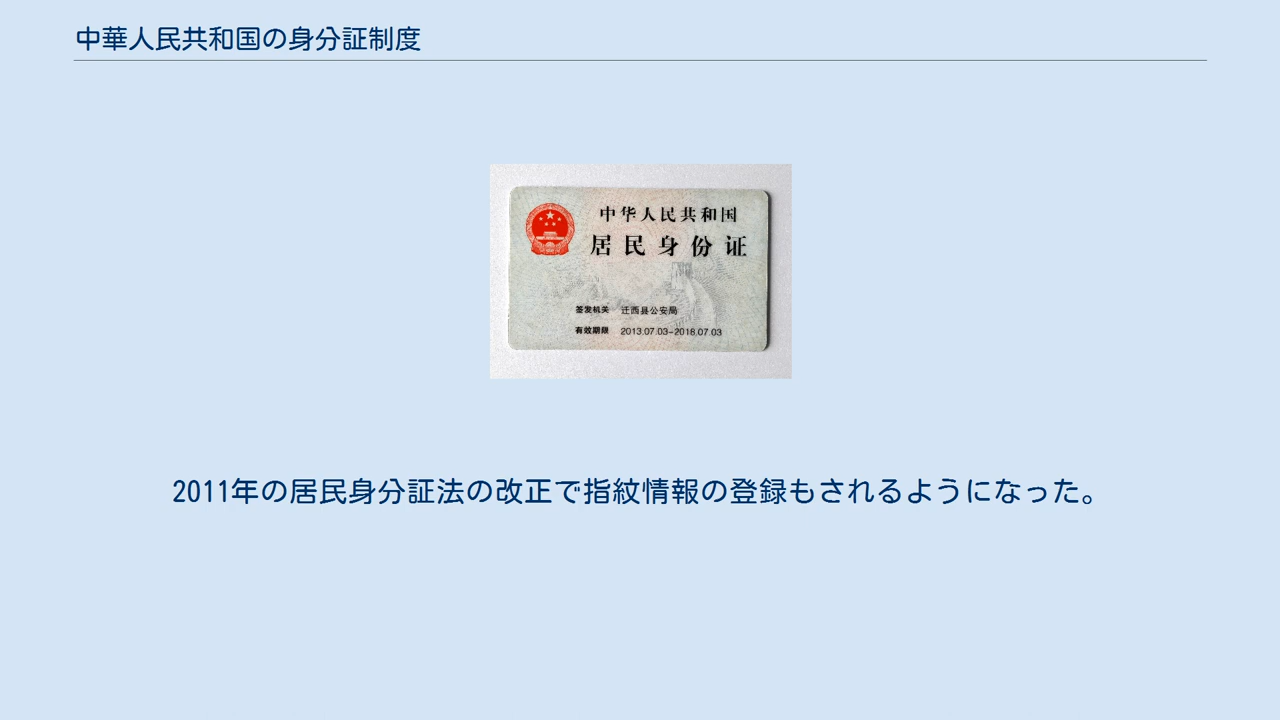 中華人民共和国の身分証制度
中华人民共和国
居民身份证
签发机关 迁西县公安局
有效期限 2013.07.03-2018.07.03
2011年の居民身分証法の改正で指紋情報の登録もされるようになった。